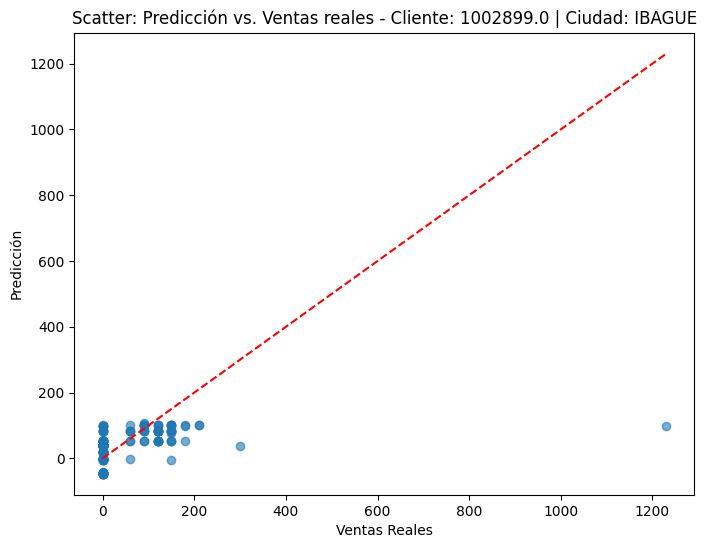 Scatter: Predicción vs. Ventas reales - Cliente: 1002899.0 | Ciudad: IBAGUE
1200
1000
800
600
400
200
0
Predicción
0 200 400 600 800 1000 1200
Ventas Reales